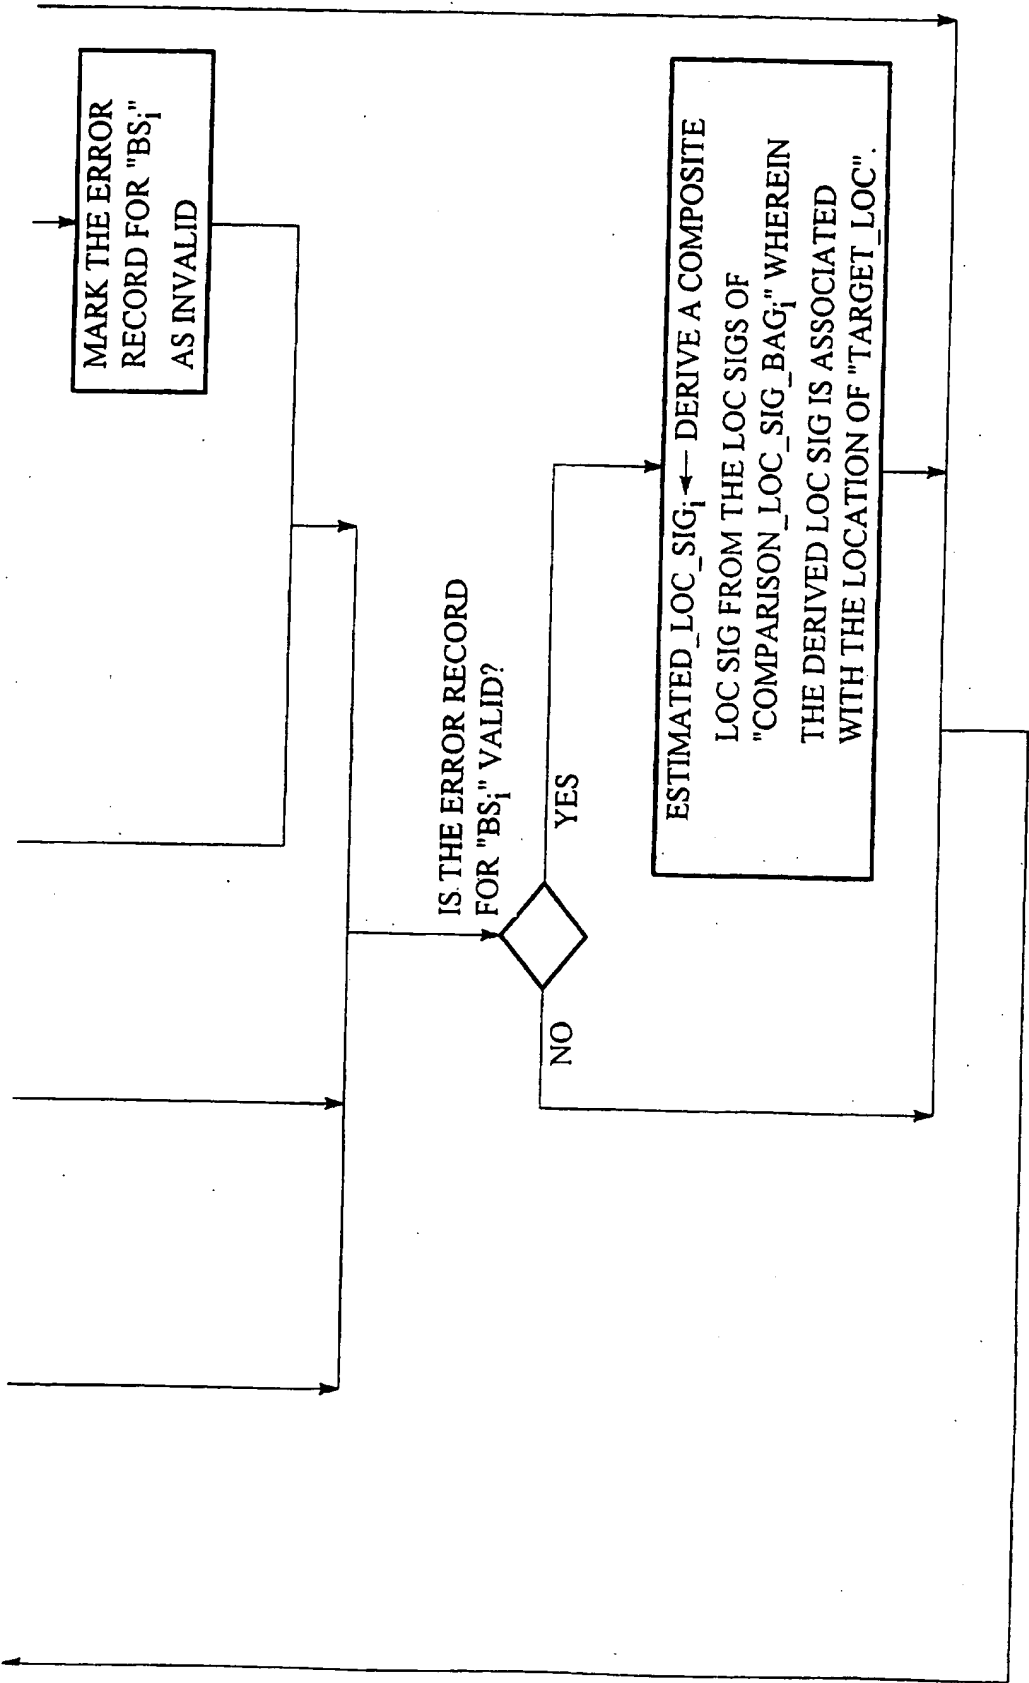 MARK THE ERROR
RECORD FOR "BSi"
AS INVALID
IS THE ERROR RECORD
FOR "BSi" VALID?
NO
YES
ESTIMATED_LOC_SIGi ← DERIVE A COMPOSITE
LOC SIG FROM THE LOC SIGS OF
"COMPARISON_LOC_SIG_BAGi" WHEREIN
THE DERIVED LOC SIG IS ASSOCIATED
WITH THE LOCATION OF "TARGET_LOC".